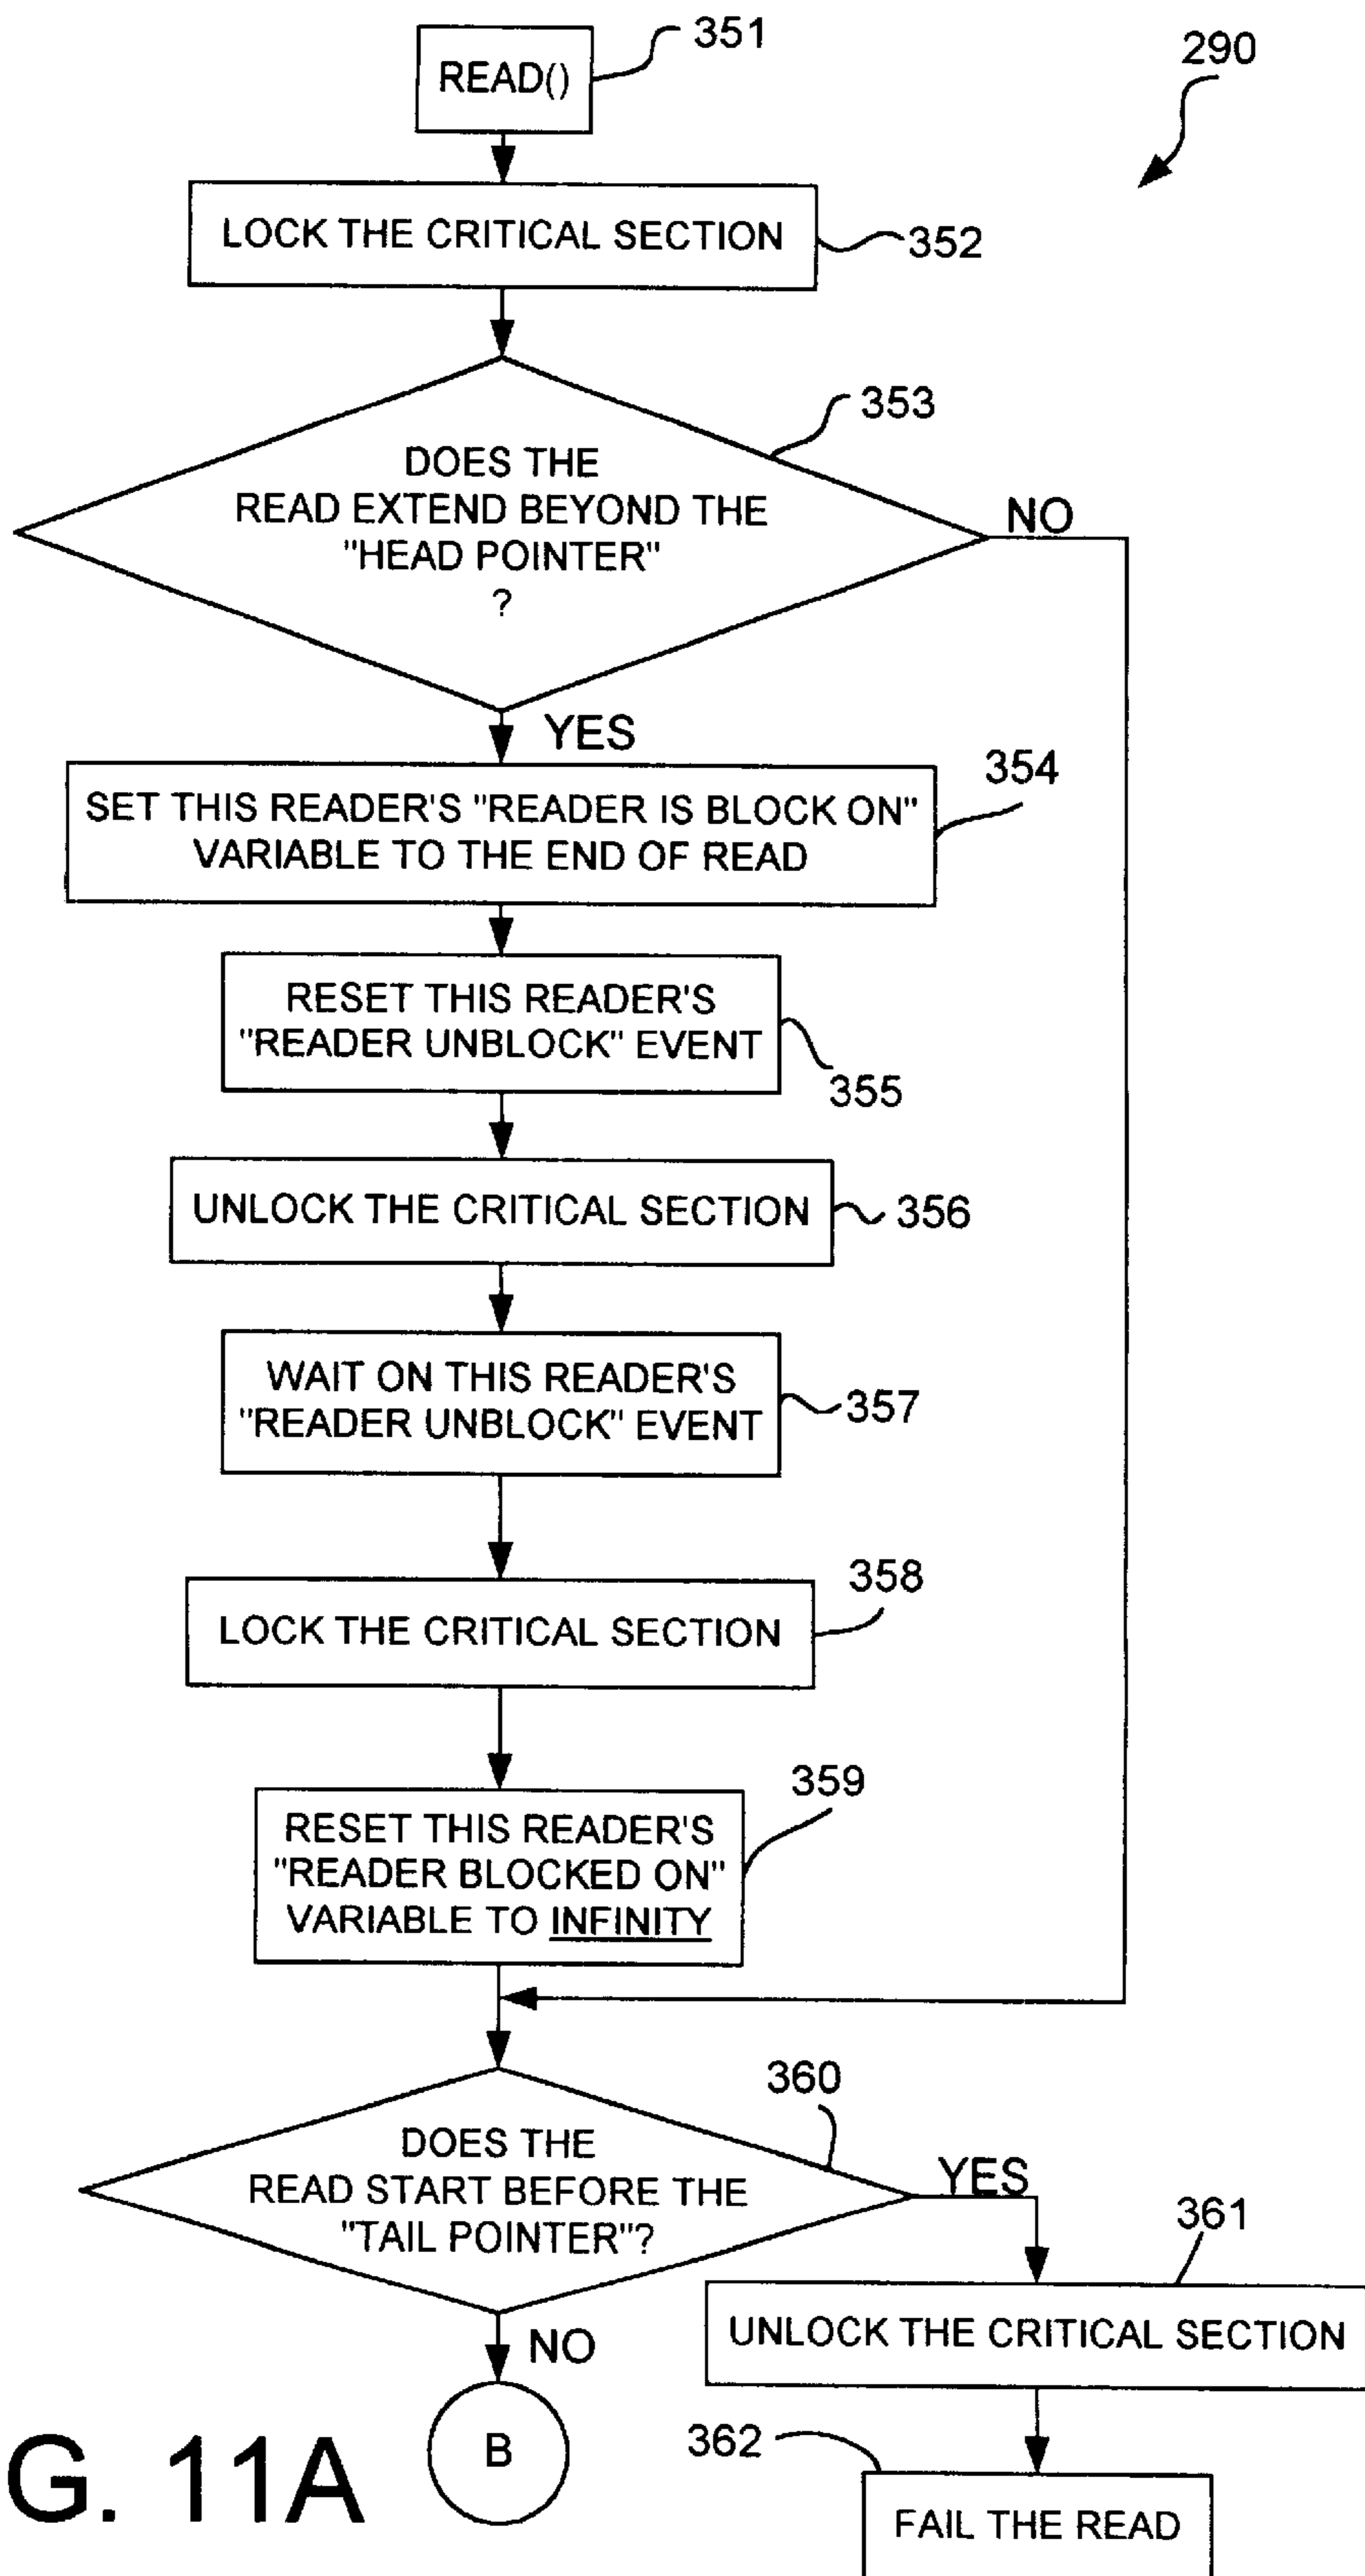 351
290
READ()
LOCK THE CRITICAL SECTION
352
353
DOES THE
READ EXTEND BEYOND THE
"HEAD POINTER"
?
NO
YES
354
SET THIS READER'S "READER IS BLOCK ON"
VARIABLE TO THE END OF READ
RESET THIS READER'S
"READER UNBLOCK" EVENT
355
UNLOCK THE CRITICAL SECTION
356
WAIT ON THIS READER'S
"READER UNBLOCK" EVENT
357
358
LOCK THE CRITICAL SECTION
359
RESET THIS READER'S
"READER BLOCKED ON"
VARIABLE TO INFINITY
360
DOES THE
READ START BEFORE THE
"TAIL POINTER"?
YES
361
UNLOCK THE CRITICAL SECTION
NO
B
362
FAIL THE READ
G. 11A